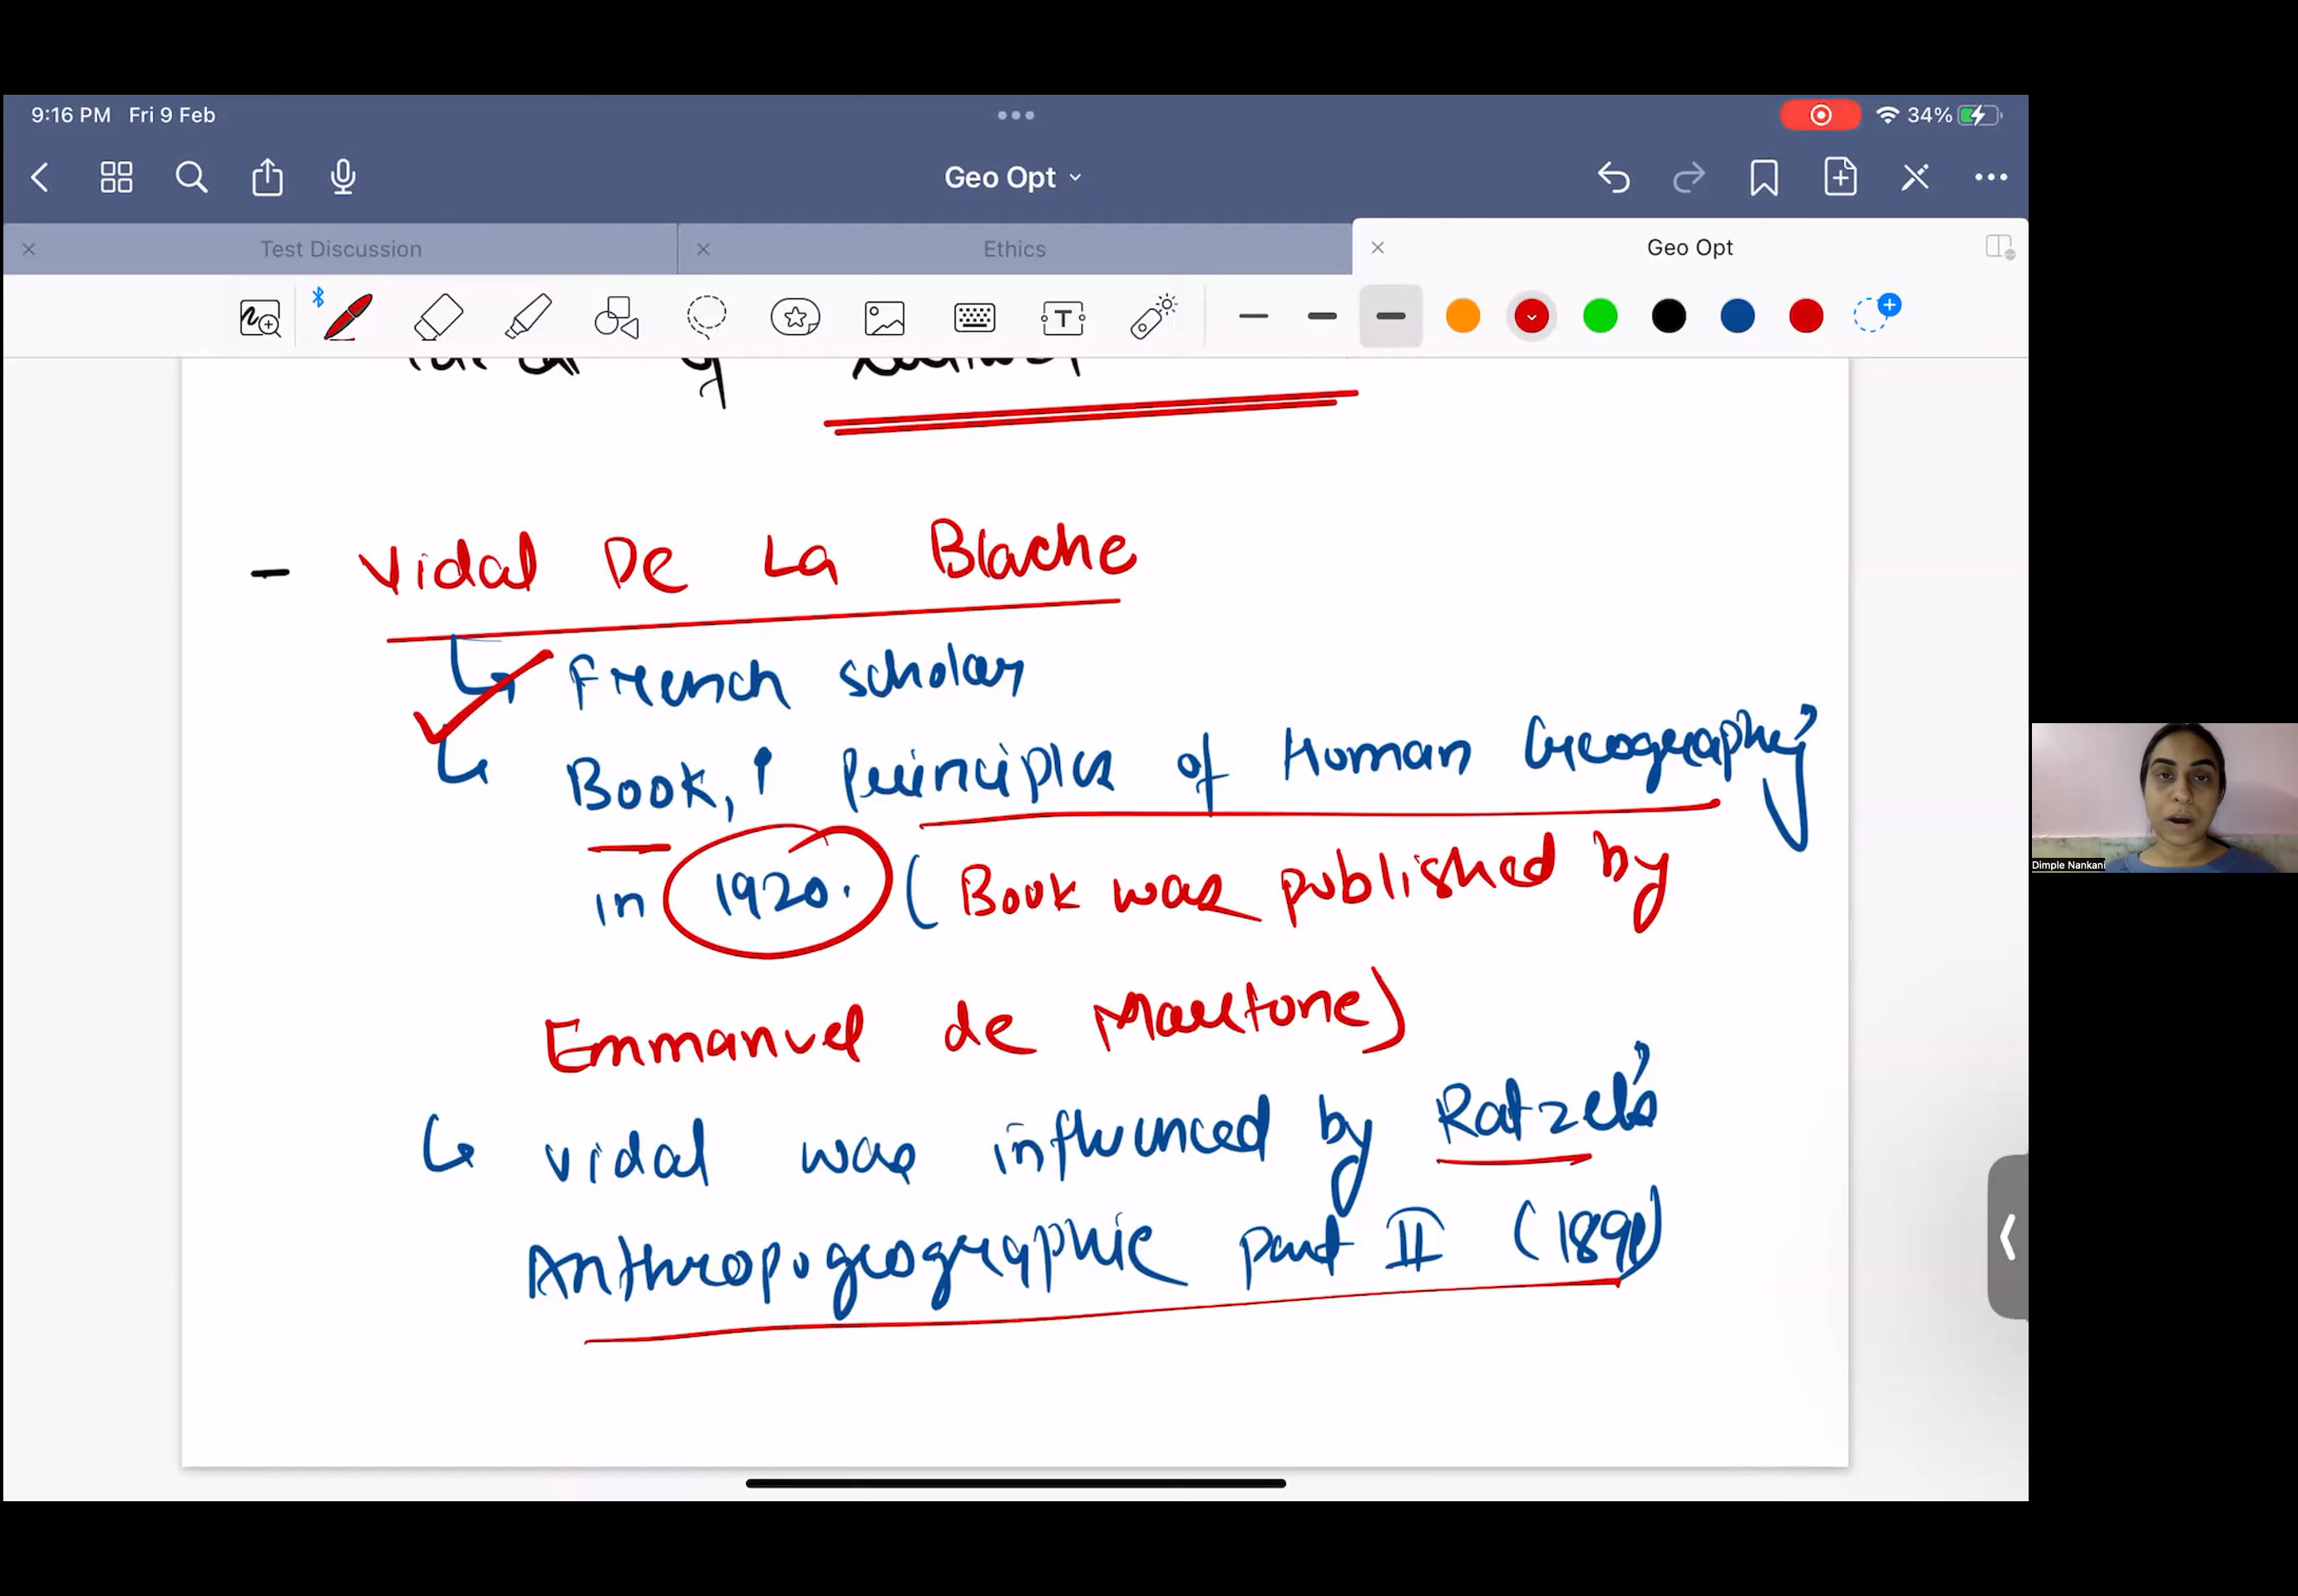 9:16 PM Fri 9 Feb
34%
Geo Opt
Test Discussion
Ethics
Geo Opt
of
- Vidal De La Blache
French scholar
Book, ' Principles of Human Geography'
in 1920. (Book was published by
Emmanuel de Martone)
Vidal was influenced by Ratzel's
Anthropogeographie part II (1891)
Dimple Nankani